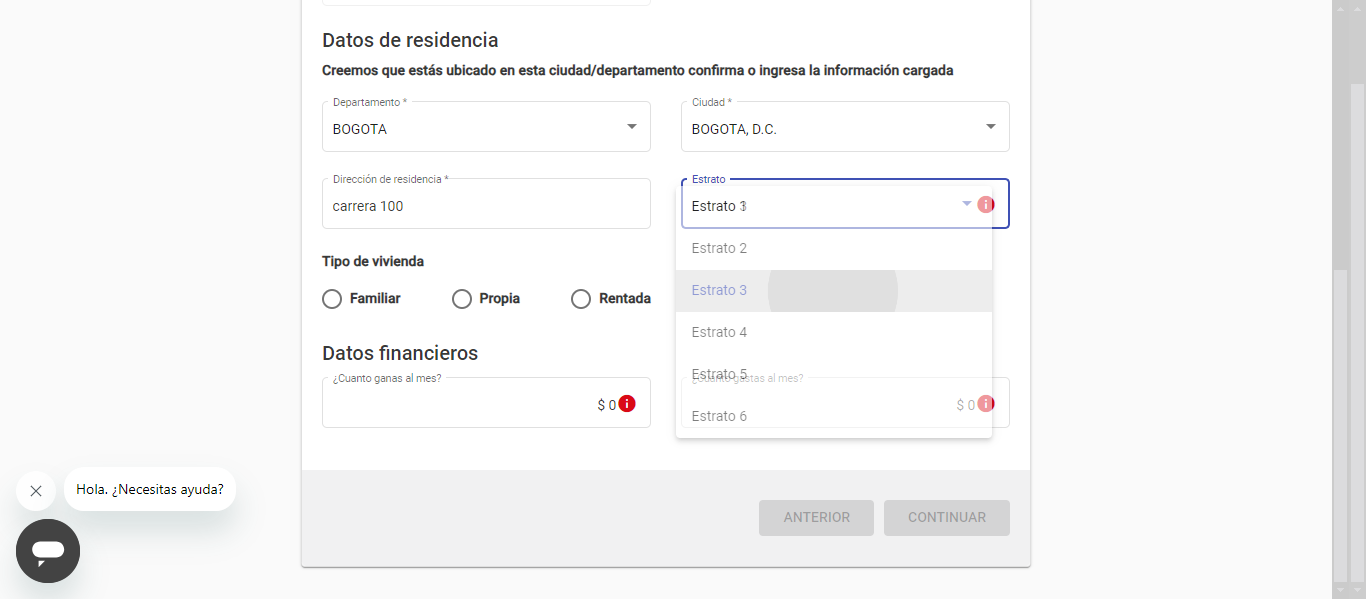 Datos de residencia
Creemos que estás ubicado en esta ciudad/departamento confirma o ingresa la información cargada
Departamento *
BOGOTA
Ciudad *
BOGOTA, D.C.
Dirección de residencia *
carrera 100
Estrato
Estrato 3
Estrato 2
Estrato 3
Estrato 4
Estrato 5
Estrato 6
Tipo de vivienda
Familiar
Propia
Rentada
Datos financieros
¿Cuanto ganas al mes?
$ 0
¿Cuanto gastas al mes?
$ 0
ANTERIOR
CONTINUAR
Hola. ¿Necesitas ayuda?